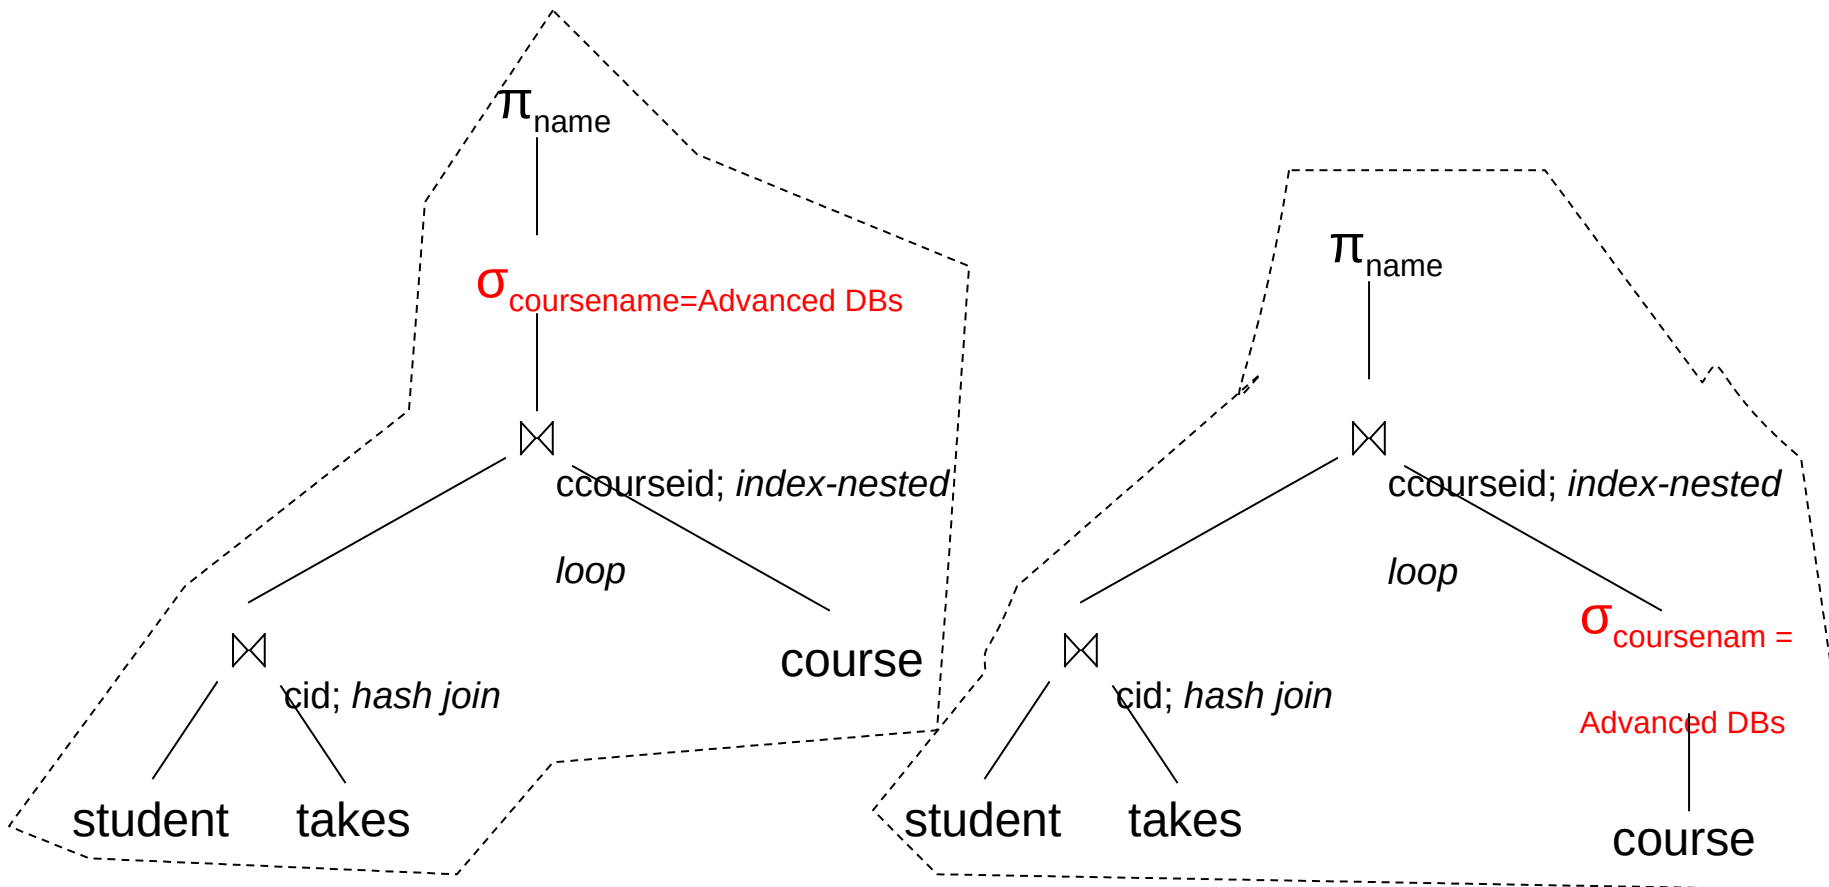 πname
σcoursename=Advanced DBs
ccourseid; index-nested
loop
cid; hash join
course
student takes
πname
ccourseid; index-nested
loop
σcoursenam =
Advanced DBs
cid; hash join
student takes
course